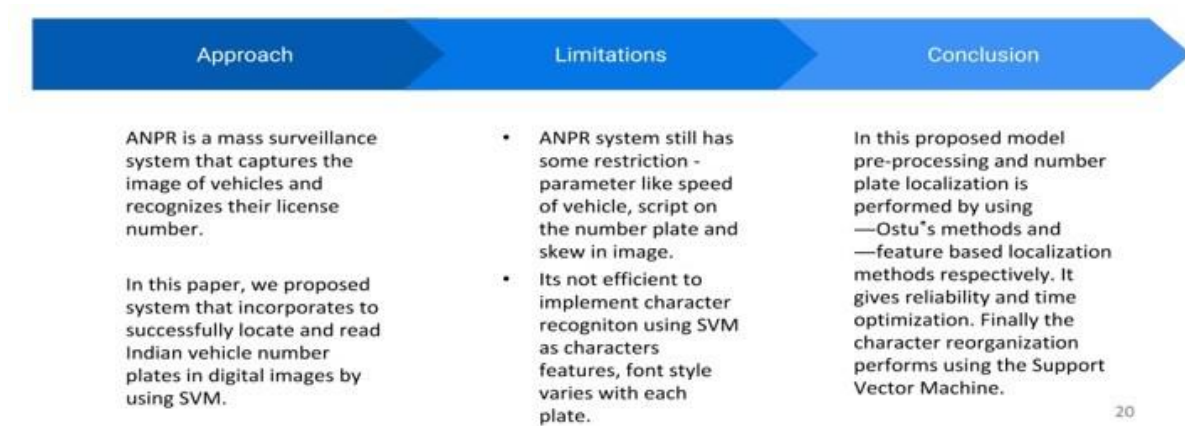 Approach
Limitations
Conclusion
ANPR is a mass surveillance
system that captures the
image of vehicles and
recognizes their license
number.
In this paper, we proposed
system that incorporates to
successfully locate and read
Indian vehicle number
plates in digital images by
using SVM.
• ANPR system still has
some restriction -
parameter like speed
of vehicle, script on
the number plate and
skew in image.
• Its not efficient to
implement character
recogniton using SVM
as characters
features, font style
varies with each
plate.
In this proposed model
pre-processing and number
plate localization is
performed by using
—Ostu‟s methods and
—feature based localization
methods respectively. It
gives reliability and time
optimization. Finally the
character reorganization
performs using the Support
Vector Machine.
20